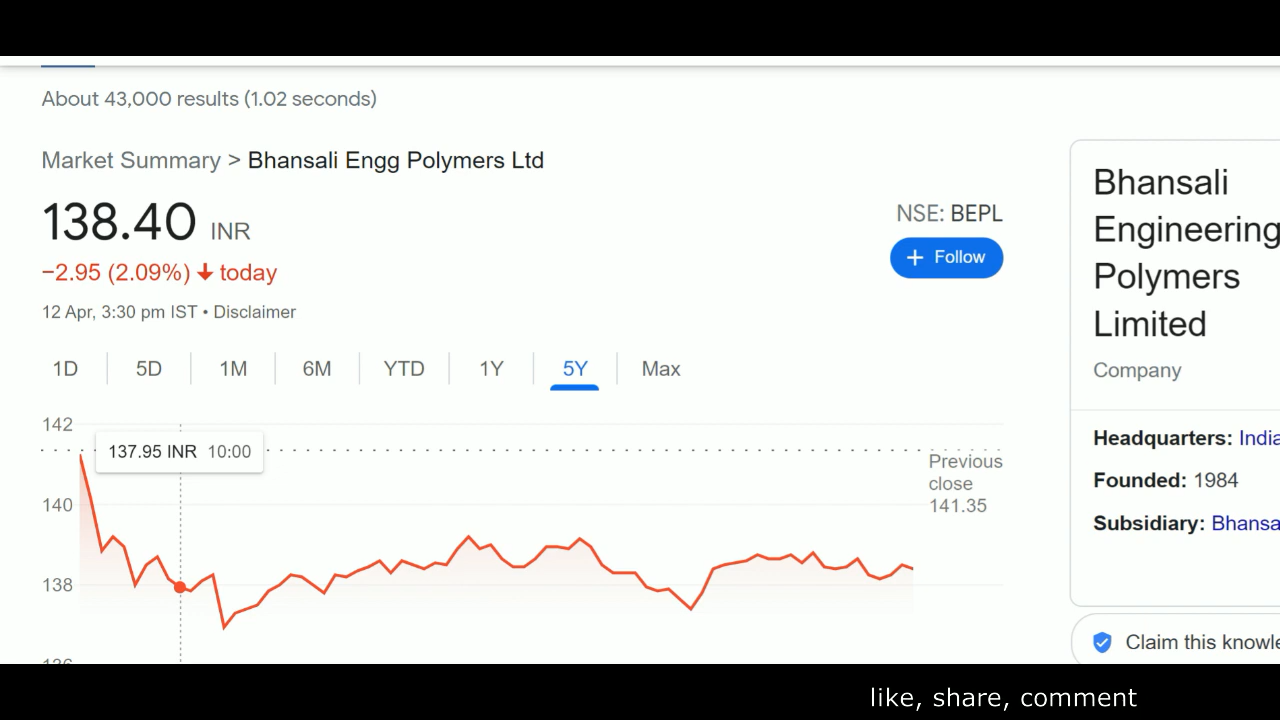 About 43,000 results (1.02 seconds)
Market Summary > Bhansali Engg Polymers Ltd
138.40 INR
−2.95 (2.09%) ↓ today
12 Apr, 3:30 pm IST • Disclaimer
NSE: BEPL
+ Follow
1D 5D 1M 6M YTD 1Y 5Y Max
142
137.95 INR 10:00
Previous
close
141.35
140
138
Bhansali
Engineering
Polymers
Limited
Company
Headquarters: India
Founded: 1984
Subsidiary: Bhansa
Claim this knowle
like, share, comment